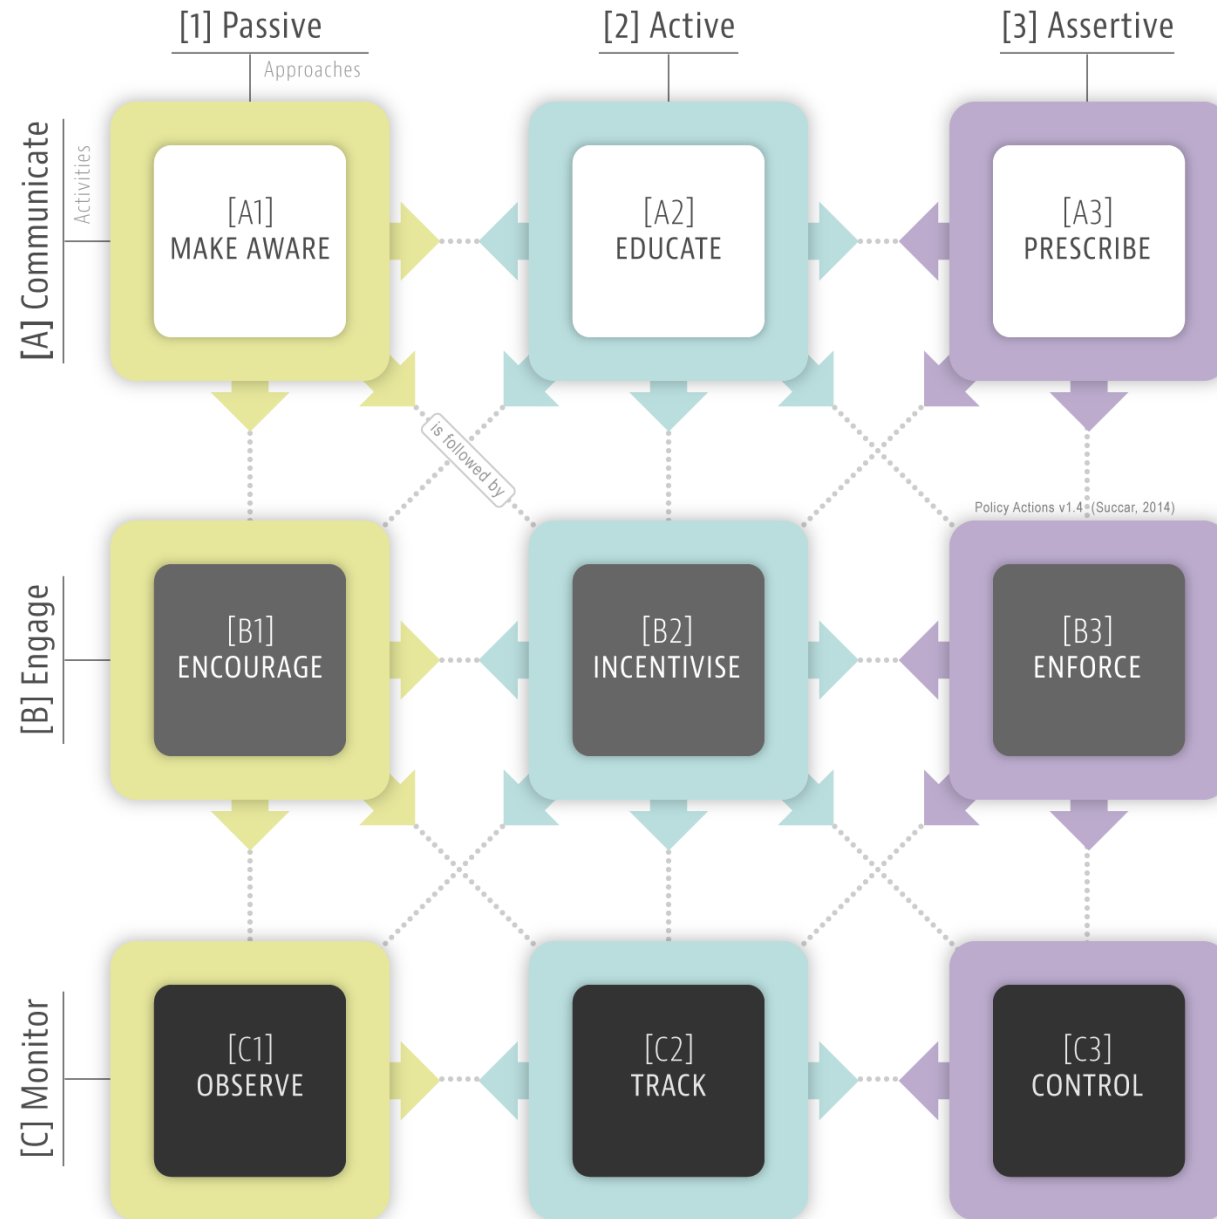 [1] Passive
[2] Active
[3] Assertive
Approaches
[A] Communicate
Activities
[A1]
MAKE AWARE
[A2]
EDUCATE
[A3]
PRESCRIBE
is followed by
Policy Actions v1.4 (Succar, 2014)
[B] Engage
[B1]
ENCOURAGE
[B2]
INCENTIVISE
[B3]
ENFORCE
[C] Monitor
[C1]
OBSERVE
[C2]
TRACK
[C3]
CONTROL